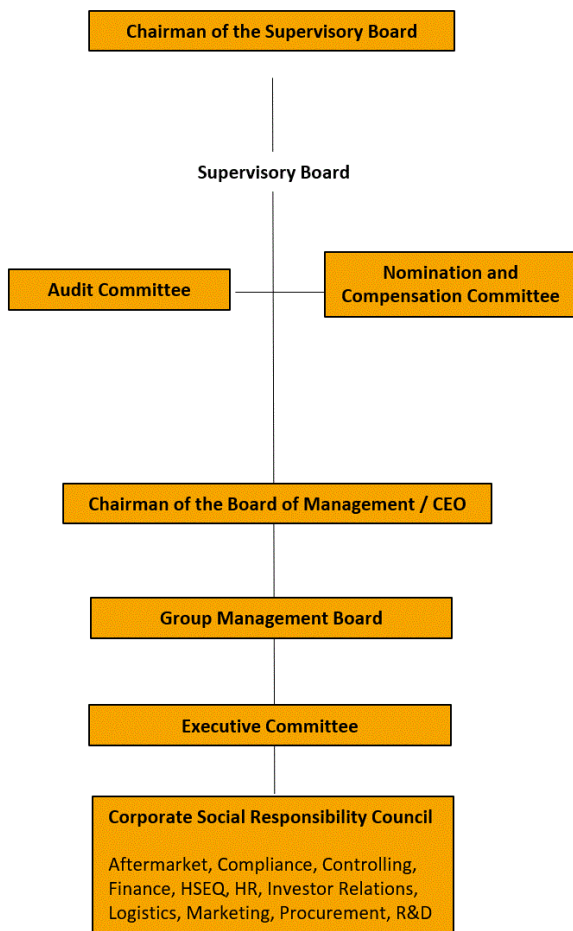 Chairman of the Supervisory Board
Supervisory Board
Audit Committee
Nomination and
Compensation Committee
Chairman of the Board of Management / CEO
Group Management Board
Executive Committee
Corporate Social Responsibility Council
Aftermarket, Compliance, Controlling,
Finance, HSEQ, HR, Investor Relations,
Logistics, Marketing, Procurement, R&D